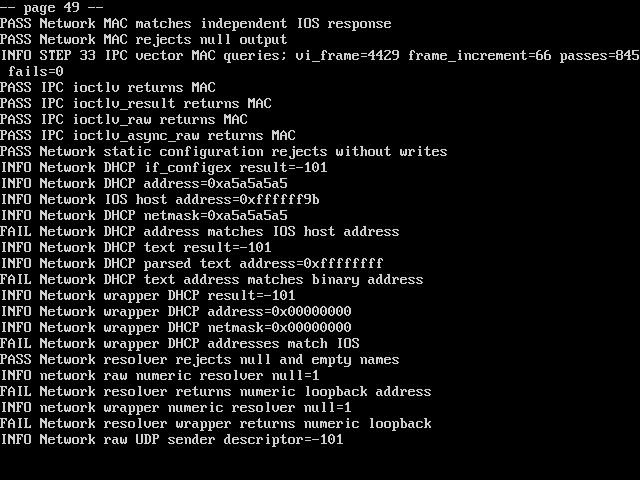 -- page 49 --
PASS Network MAC matches independent IOS response
PASS Network MAC rejects null output
INFO STEP 33 IPC vector MAC queries; vi_frame=4429 frame_increment=66 passes=845
 fails=0
PASS IPC ioctlv returns MAC
PASS IPC ioctlv_result returns MAC
PASS IPC ioctlv_raw returns MAC
PASS IPC ioctlv_async_raw returns MAC
PASS Network static configuration rejects without writes
INFO Network DHCP if_configex result=-101
INFO Network DHCP address=0xa5a5a5a5
INFO Network IOS host address=0xffffff9b
INFO Network DHCP netmask=0xa5a5a5a5
FAIL Network DHCP address matches IOS host address
INFO Network DHCP text result=-101
INFO Network DHCP parsed text address=0xffffffff
FAIL Network DHCP text address matches binary address
INFO Network wrapper DHCP result=-101
INFO Network wrapper DHCP address=0x00000000
INFO Network wrapper DHCP netmask=0x00000000
FAIL Network wrapper DHCP addresses match IOS
PASS Network resolver rejects null and empty names
INFO network raw numeric resolver null=1
FAIL Network resolver returns numeric loopback address
INFO network wrapper numeric resolver null=1
FAIL Network resolver wrapper returns numeric loopback
INFO Network raw UDP sender descriptor=-101